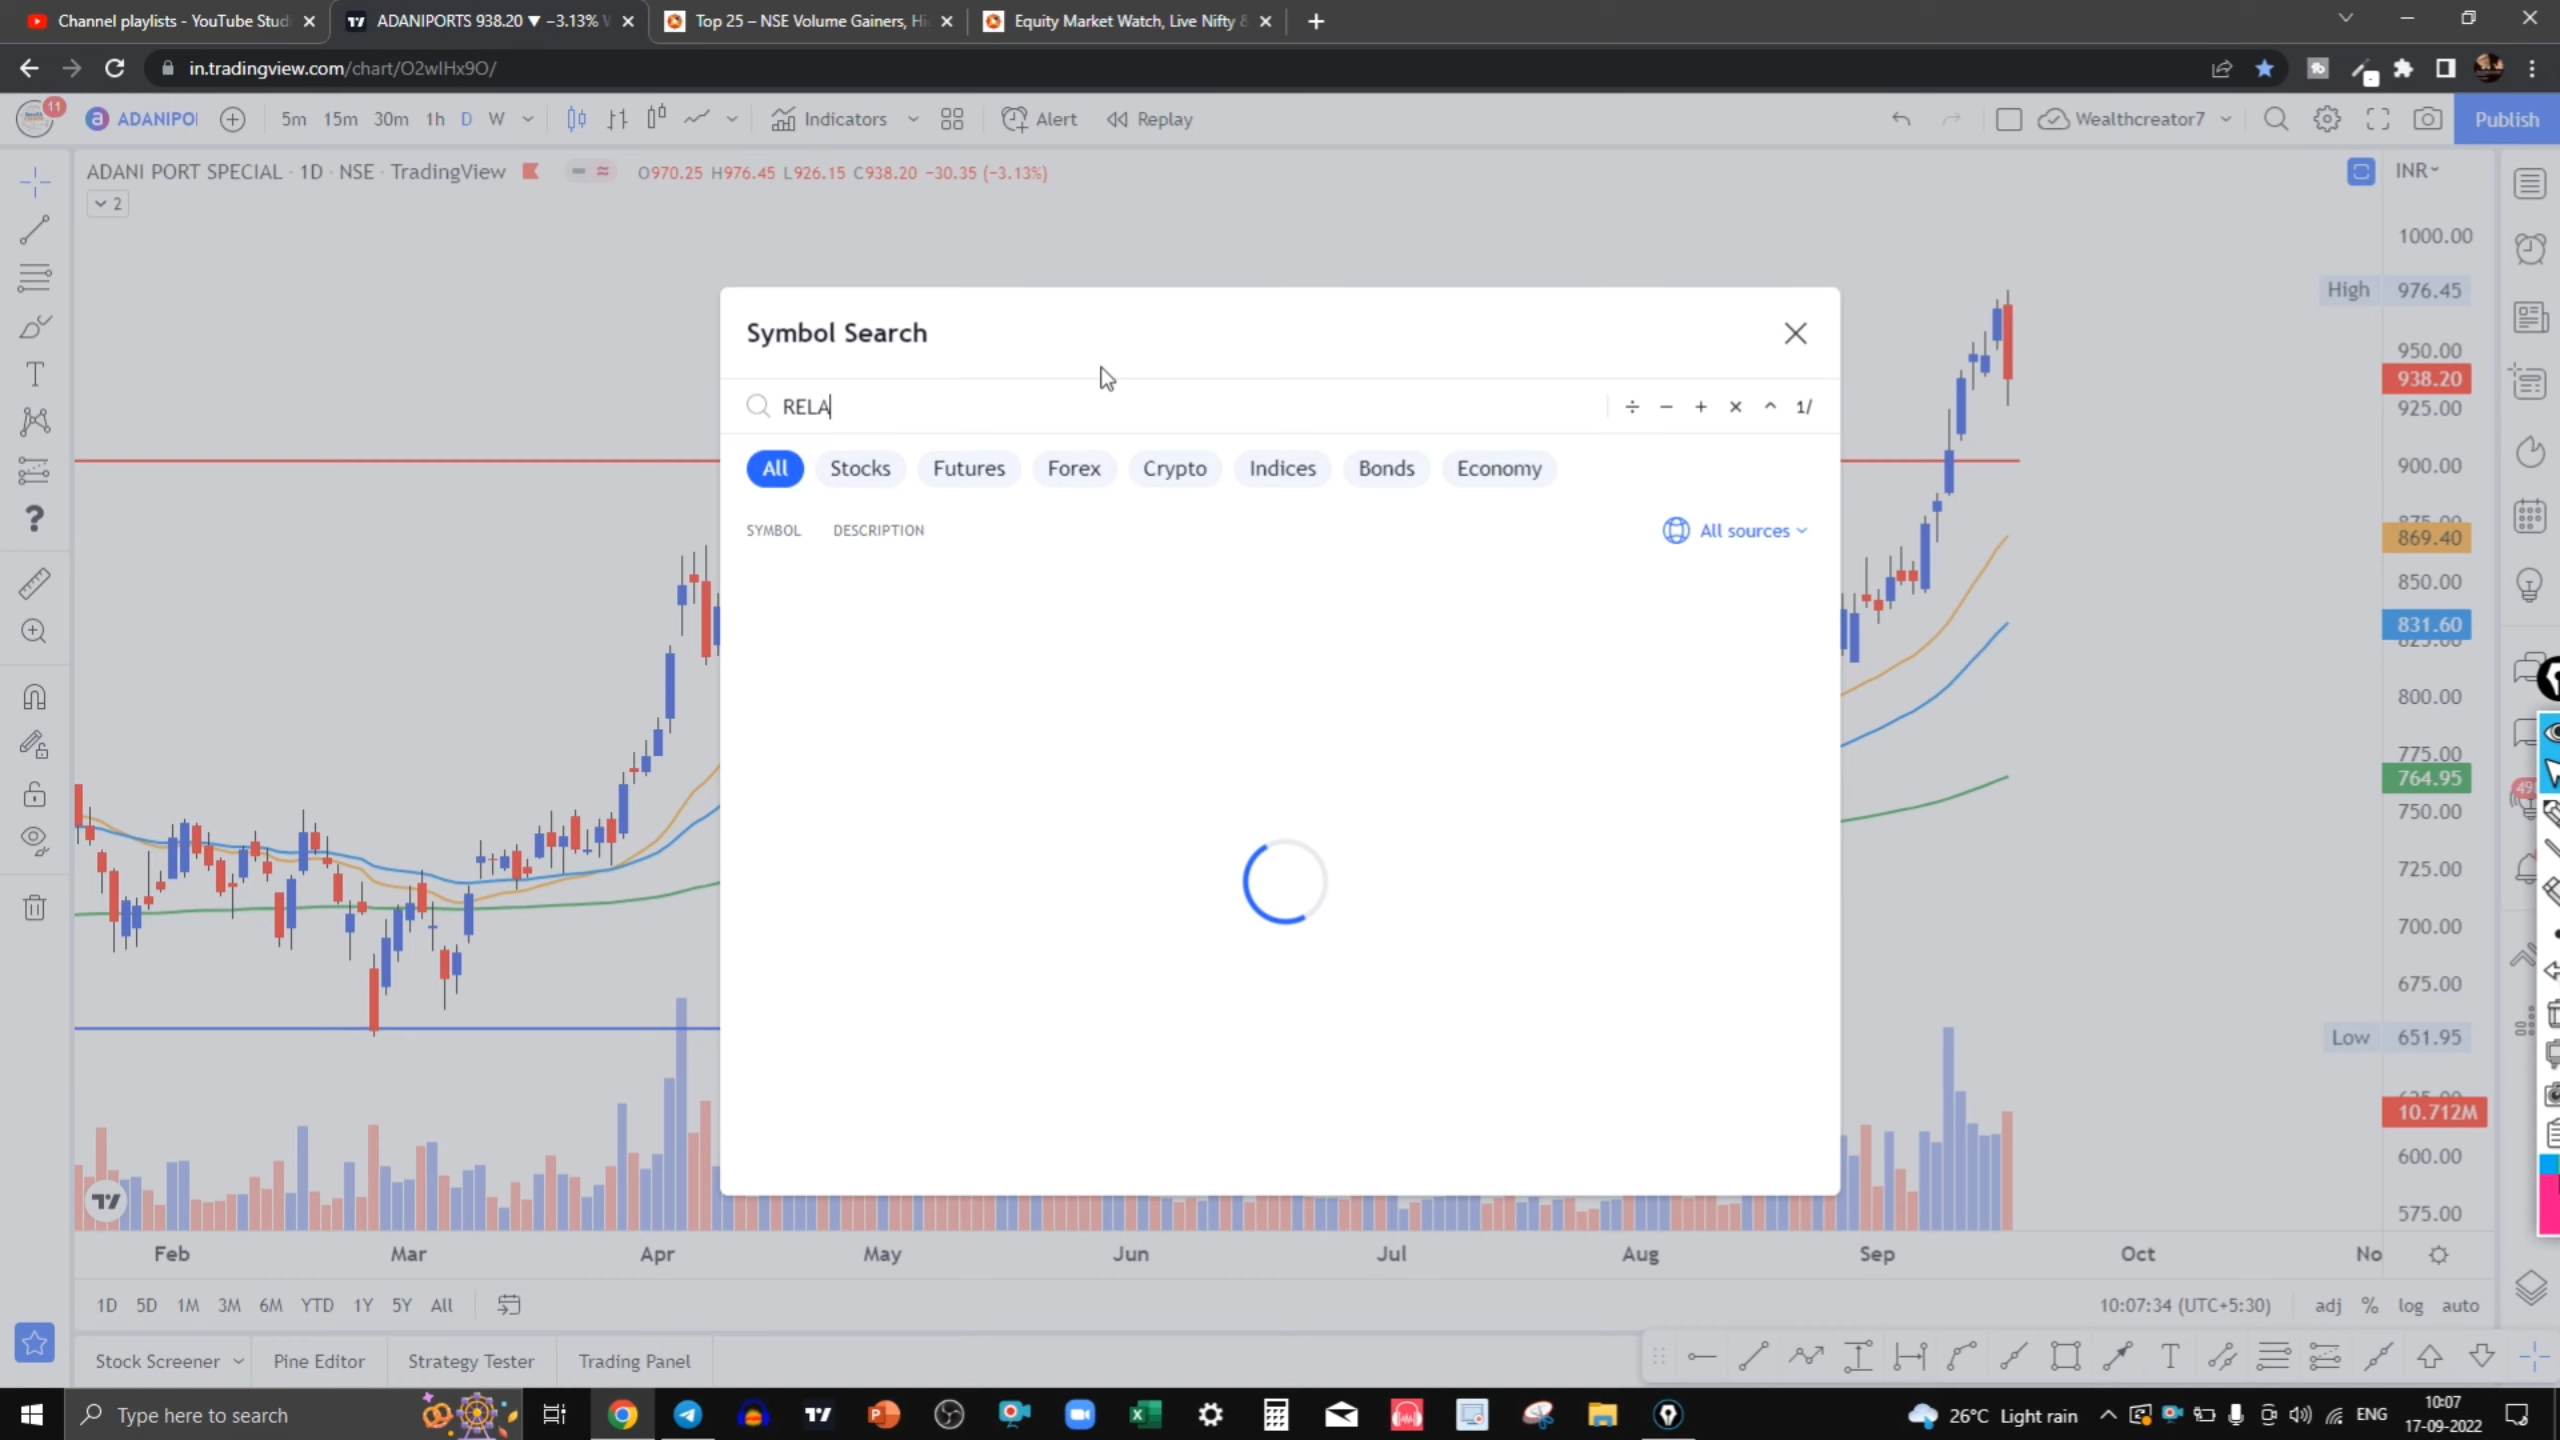 Channel playlists - YouTube Studi
ADANIPORTS 938.20 ▼ −3.13%
Top 25 – NSE Volume Gainers, Hi
Equity Market Watch, Live Nifty &
in.tradingview.com/chart/O2wIHx9O/
11
ADANIPOI
5m 15m 30m 1h D W
Indicators
Alert
Replay
Wealthcreator7
Publish
ADANI PORT SPECIAL · 1D · NSE · TradingView
O970.25 H976.45 L926.15 C938.20 −30.35 (−3.13%)
INR
2
1000.00
High 976.45
950.00
938.20
925.00
900.00
869.40
850.00
831.60
800.00
775.00
764.95
750.00
725.00
700.00
675.00
Low 651.95
10.712M
600.00
575.00
Symbol Search
RELA
÷ − + × ^ 1/
All Stocks Futures Forex Crypto Indices Bonds Economy
SYMBOL DESCRIPTION
All sources
Feb Mar Apr May Jun Jul Aug Sep Oct No
1D 5D 1M 3M 6M YTD 1Y 5Y All
10:07:34 (UTC+5:30) adj % log auto
Stock Screener Pine Editor Strategy Tester Trading Panel
Type here to search
26°C Light rain
ENG
10:07
17-09-2022